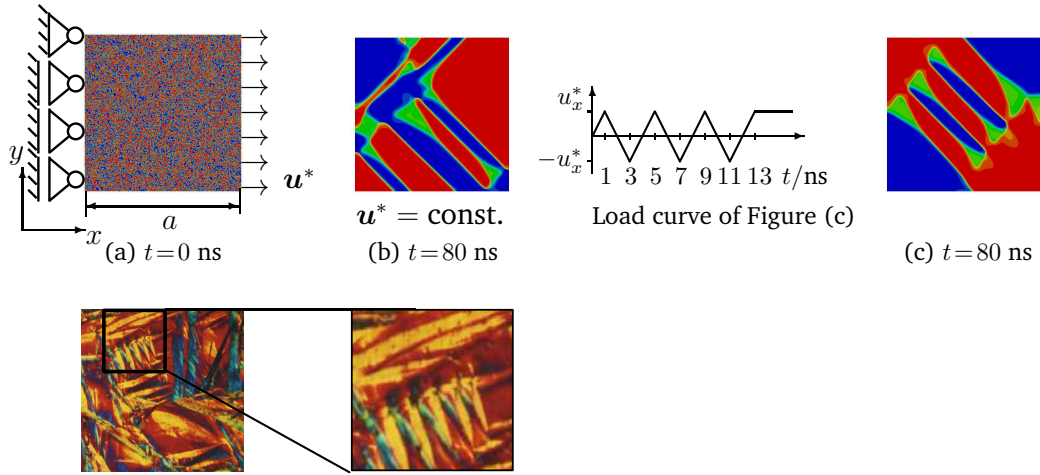 y
x
a
u*
(a) t=0 ns
u* = const.
(b) t=80 ns
u*x
−u*x
1 3 5 7 9 11 13 t/ns
Load curve of Figure (c)
(c) t=80 ns